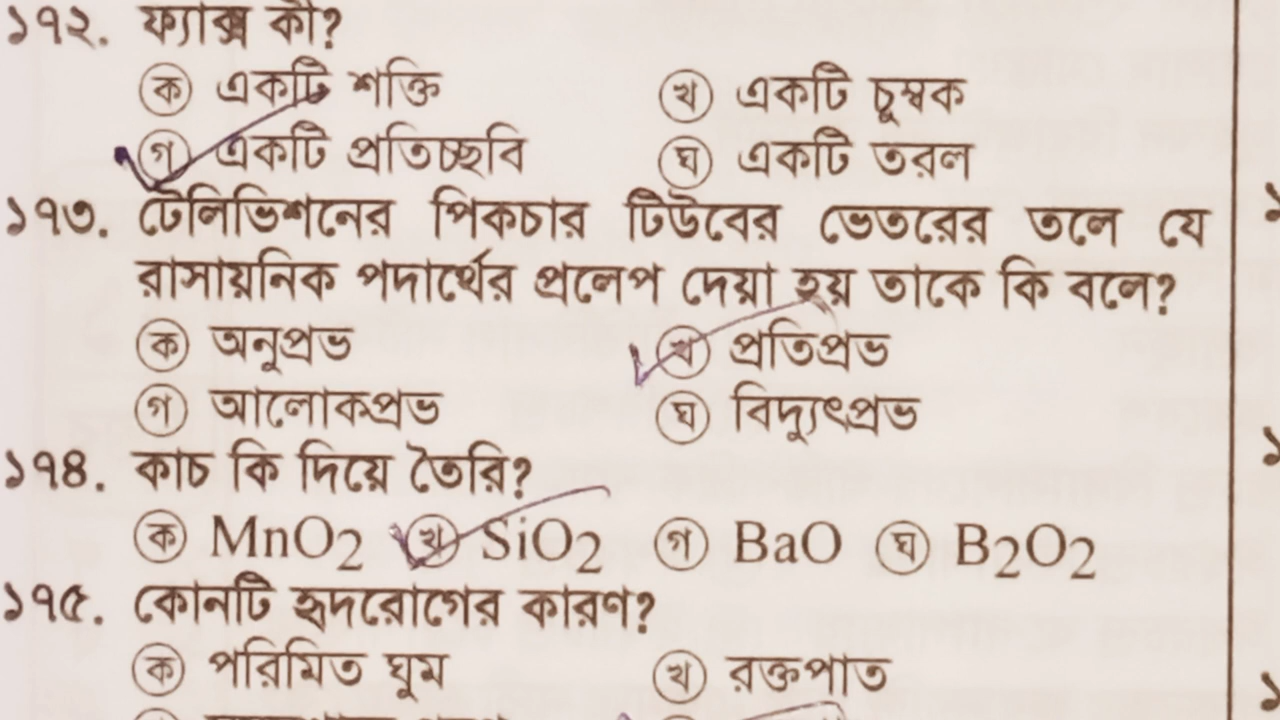 ১৭২. ফ্যাক্স কী?
ক একটি শক্তি খ একটি চুম্বক
গ একটি প্রতিচ্ছবি ঘ একটি তরল
১৭৩. টেলিভিশনের পিকচার টিউবের ভেতরের তলে যে
রাসায়নিক পদার্থের প্রলেপ দেয়া হয় তাকে কি বলে?
ক অনুপ্রভ খ প্রতিপ্রভ
গ আলোকপ্রভ ঘ বিদ্যুৎপ্রভ
১৭৪. কাচ কি দিয়ে তৈরি?
ক MnO2 খ SiO2 গ BaO ঘ B2O2
১৭৫. কোনটি হৃদরোগের কারণ?
ক পরিমিত ঘুম খ রক্তপাত